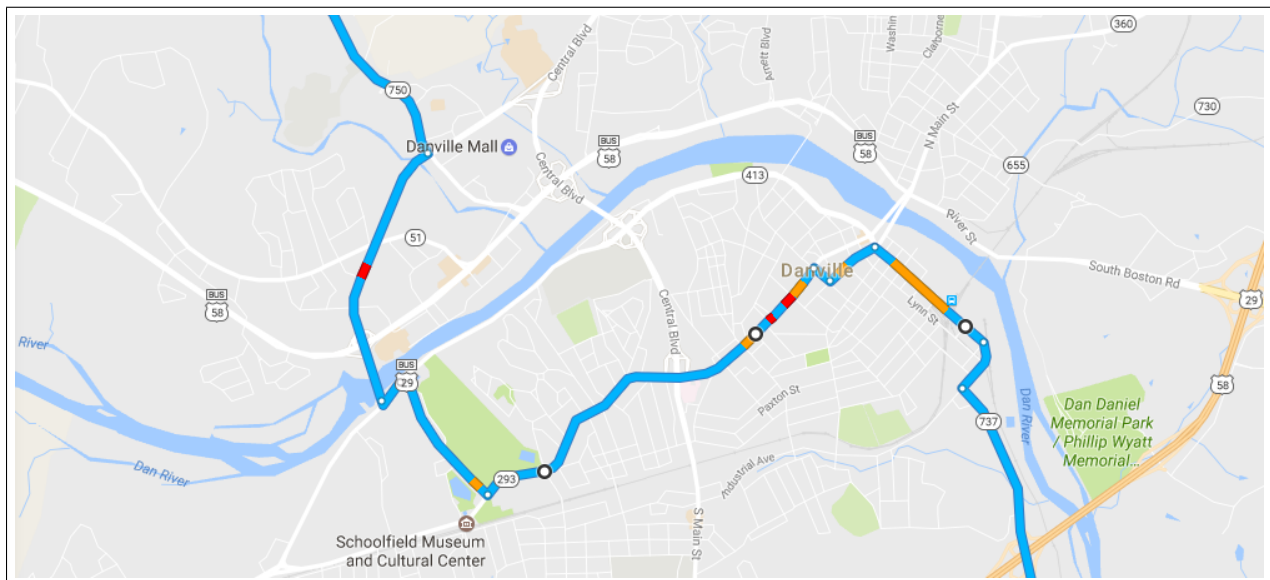 360
Washin
Claiborne
Arnett Blvd
Central Blvd
750
N Main St
730
BUS
58
BUS
58
Danville Mall
655
Central Blvd
413
River St
51
South Boston Rd
Danville
BUS
58
29
Lynn St
Central Blvd
River
BUS
29
58
Paxton St
Dan River
Dan Daniel
Memorial Park
/ Phillip Wyatt
Memorial...
737
Dan River
Industrial Ave
293
S Main St
Schoolfield Museum
and Cultural Center